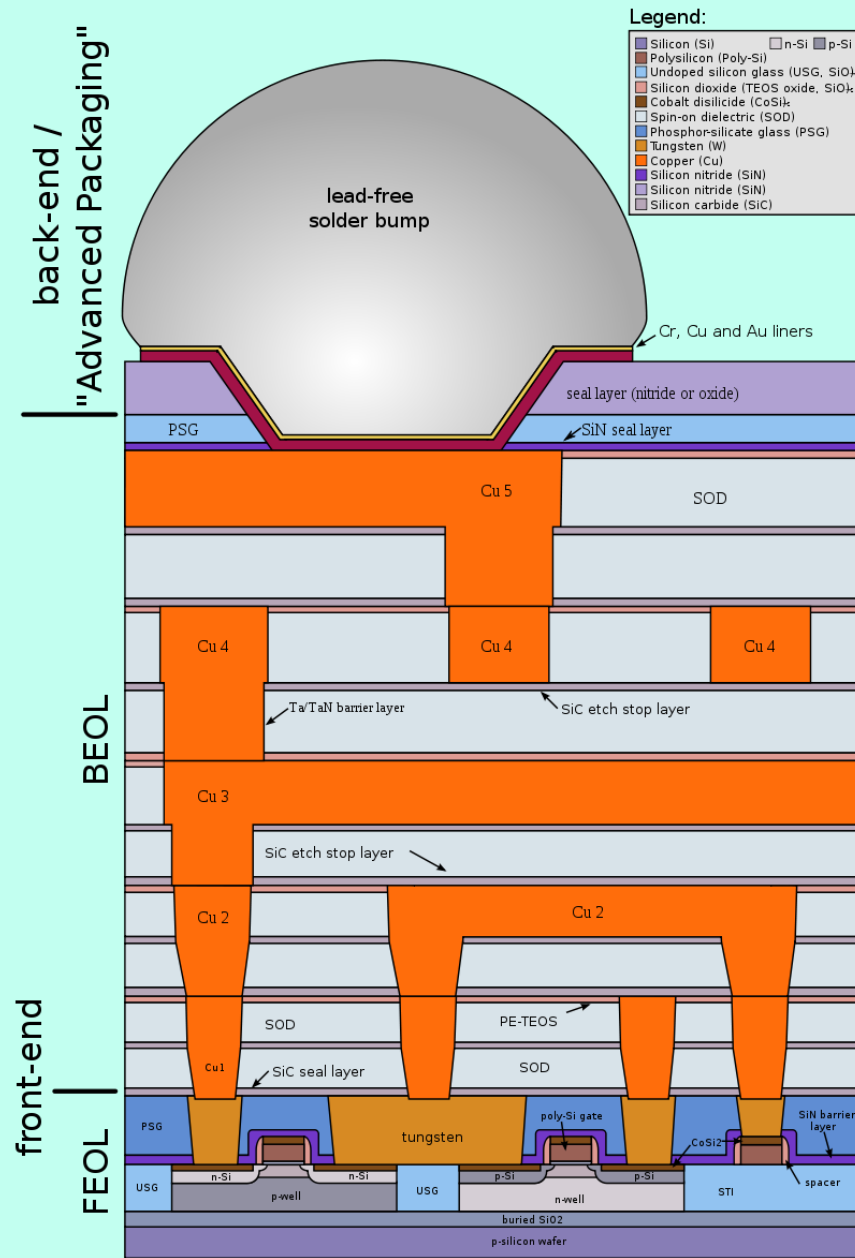 Legend:
Silicon (Si)
n-Si
p-Si
Polysilicon (Poly-Si)
Undoped silicon glass (USG, SiO)₂
Silicon dioxide (TEOS oxide, SiO)₂
Cobalt disilicide (CoSi)₂
Spin-on dielectric (SOD)
Phosphor-silicate glass (PSG)
Tungsten (W)
Copper (Cu)
Silicon nitride (SiN)
Silicon nitride (SiN)
Silicon carbide (SiC)
back-end /
"Advanced Packaging"
lead-free
solder bump
Cr, Cu and Au liners
seal layer (nitride or oxide)
PSG
SiN seal layer
Cu 5
SOD
BEOL
Cu 4
Cu 4
Cu 4
Ta/TaN barrier layer
SiC etch stop layer
Cu 3
SiC etch stop layer
Cu 2
Cu 2
front-end
SOD
PE-TEOS
Cu1
SiC seal layer
SOD
FEOL
PSG
tungsten
poly-Si gate
CoSi2
SiN barrier
layer
n-Si
n-Si
p-Si
p-Si
spacer
USG
p-well
USG
n-well
STI
buried SiO2
p-silicon wafer